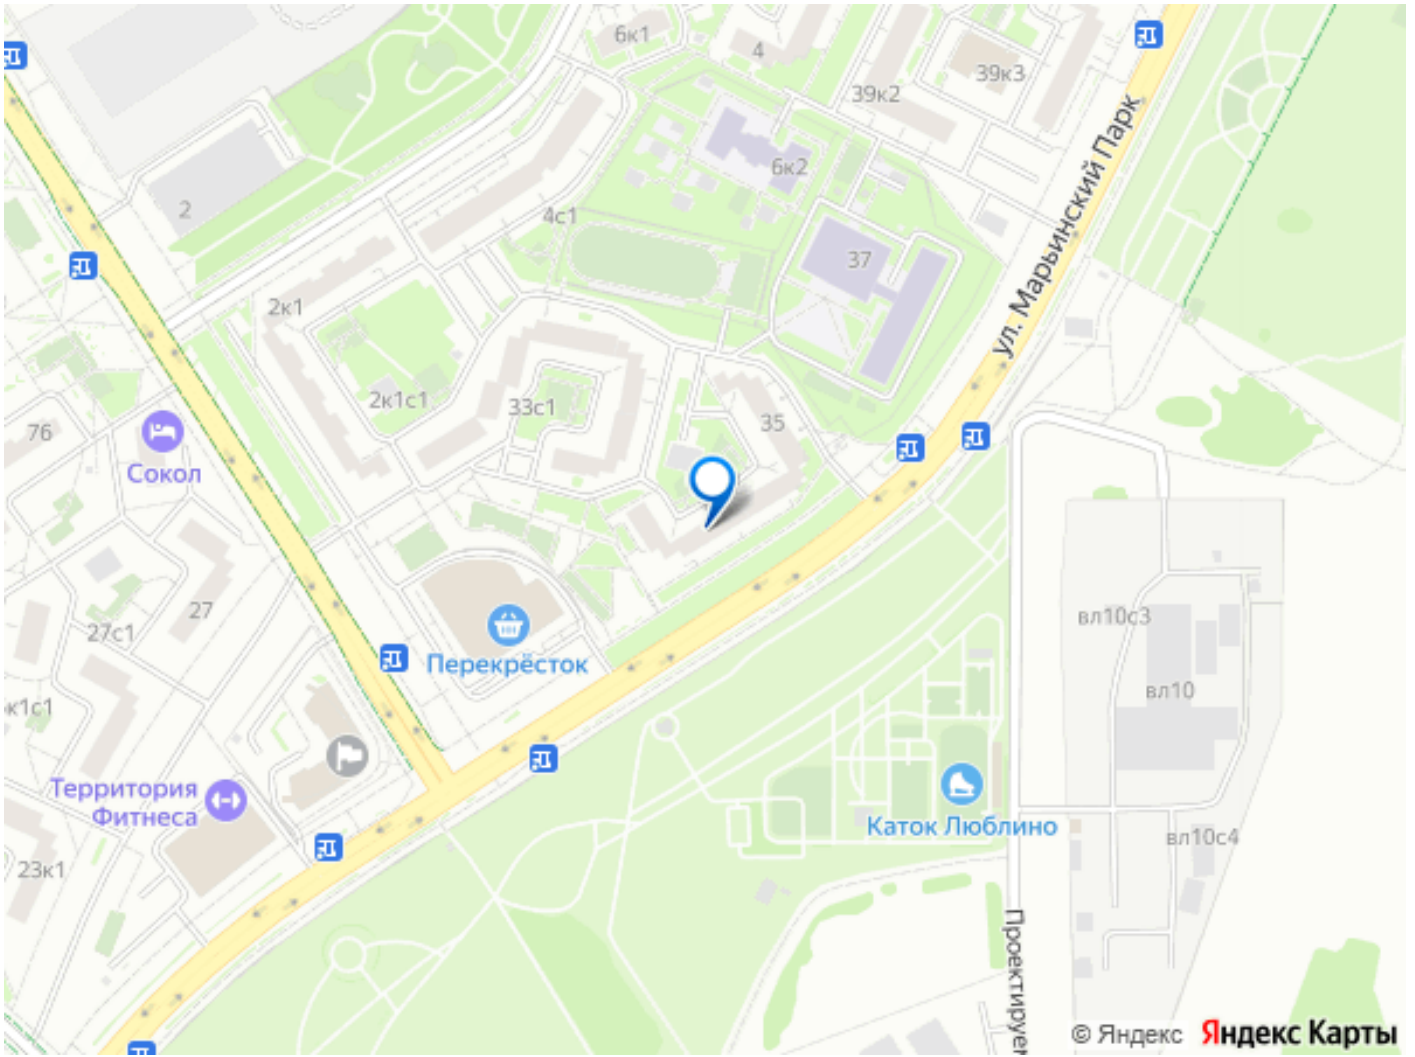 6к1
4
39к3
39к2
ул. Марьинский Парк
6к2
2
4с1
37
2к1
2к1с1
33с1
35
76
Сокол
27
27с1
вл10с3
Перекрёсток
вл10
к1с1
Территория
Фитнеса
Каток Люблино
вл10с4
23к1
Проектируем
© Яндекс
Яндекс Карты